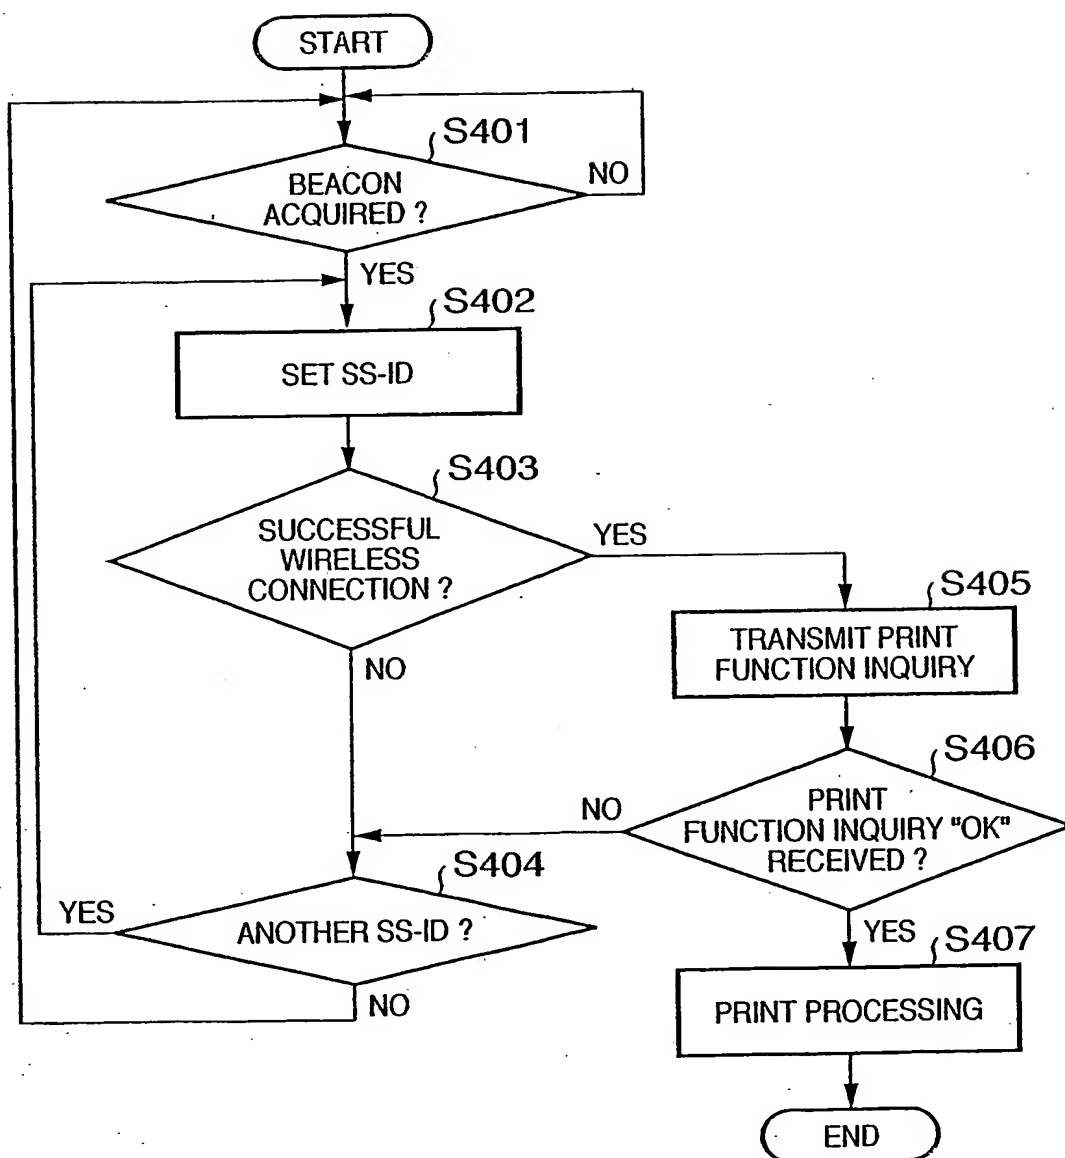 START
S401
BEACON
ACQUIRED ?
NO
YES
S402
SET SS-ID
S403
SUCCESSFUL
WIRELESS
CONNECTION ?
YES
NO
S405
TRANSMIT PRINT
FUNCTION INQUIRY
S406
PRINT
FUNCTION INQUIRY "OK"
RECEIVED ?
NO
YES
S404
ANOTHER SS-ID ?
YES
NO
S407
PRINT PROCESSING
END